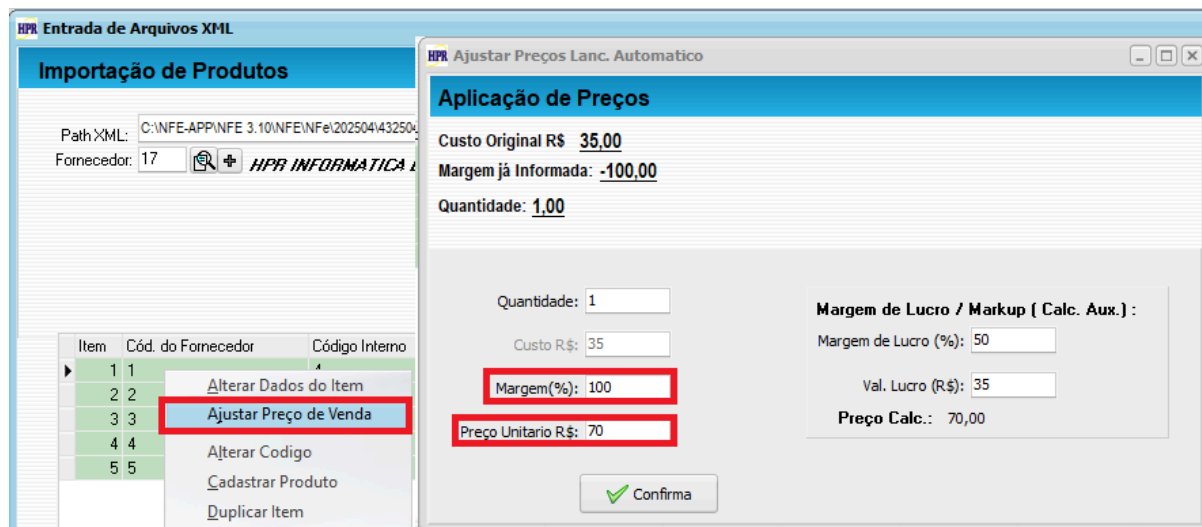 HPR Entrada de Arquivos XML
Importação de Produtos
Path XML: C:\NFE-APP\NFE 3.10\NFE\NFe\202504\432504
Fornecedor: 17 HPR INFORMATICA
Item Cód. do Fornecedor Código Interno
1 1 1
2 2
3 3
4 4
5 5
Alterar Dados do Item
Ajustar Preço de Venda
Alterar Codigo
Cadastrar Produto
Duplicar Item
HPR Ajustar Preços Lanc. Automatico
Aplicação de Preços
Custo Original R$ 35,00
Margem já Informada: -100,00
Quantidade: 1,00
Quantidade: 1
Custo R$: 35
Margem(%): 100
Preço Unitario R$: 70
Confirma
Margem de Lucro / Markup ( Calc. Aux.) :
Margem de Lucro (%): 50
Val. Lucro (R$): 35
Preço Calc.: 70,00